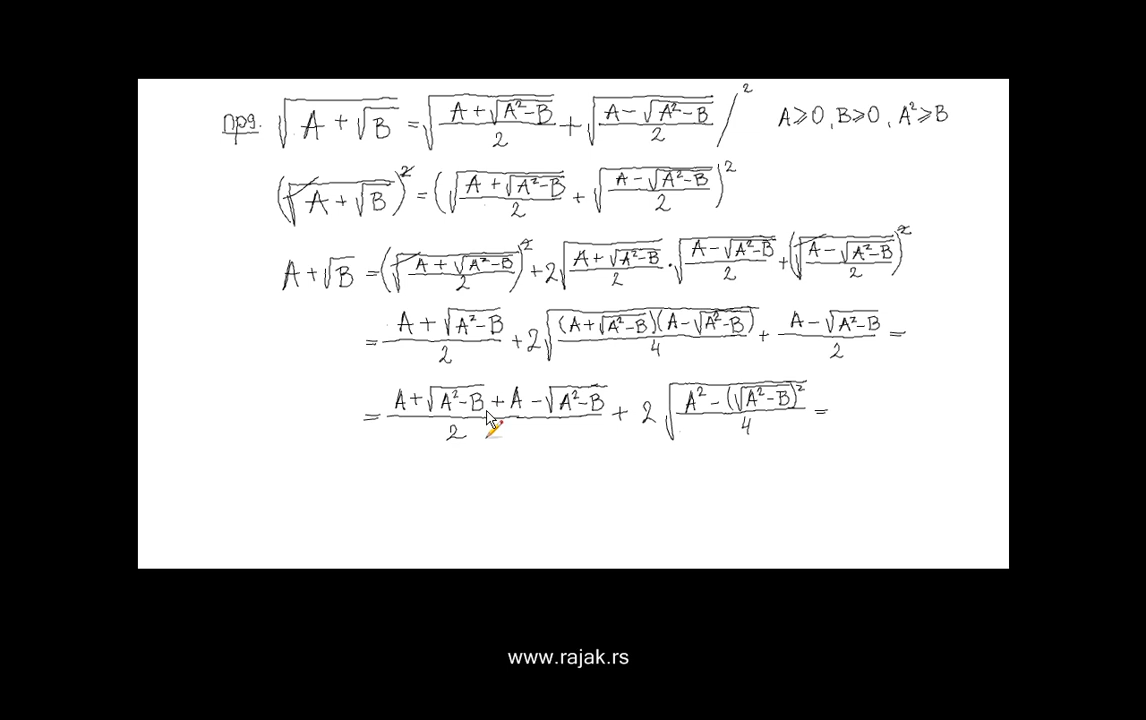 прд. √(A + √B) = √((A + √(A² − B))/2) + √((A − √(A² − B))/2) /² A ⩾ 0, B ⩾ 0, A² ⩾ B
(√(A + √B))² = (√((A + √(A² − B))/2) + √((A − √(A² − B))/2))²
A + √B = (√((A + √(A² − B))/2))² + 2√((A + √(A² − B))/2) · √((A − √(A² − B))/2) + (√((A − √(A² − B))/2))²
= (A + √(A² − B))/2 + 2√((A + √(A² − B))(A − √(A² − B))/4) + (A − √(A² − B))/2 =
= (A + √(A² − B) + A − √(A² − B))/2 + 2√((A² − (√(A² − B))²)/4) =
www.rajak.rs